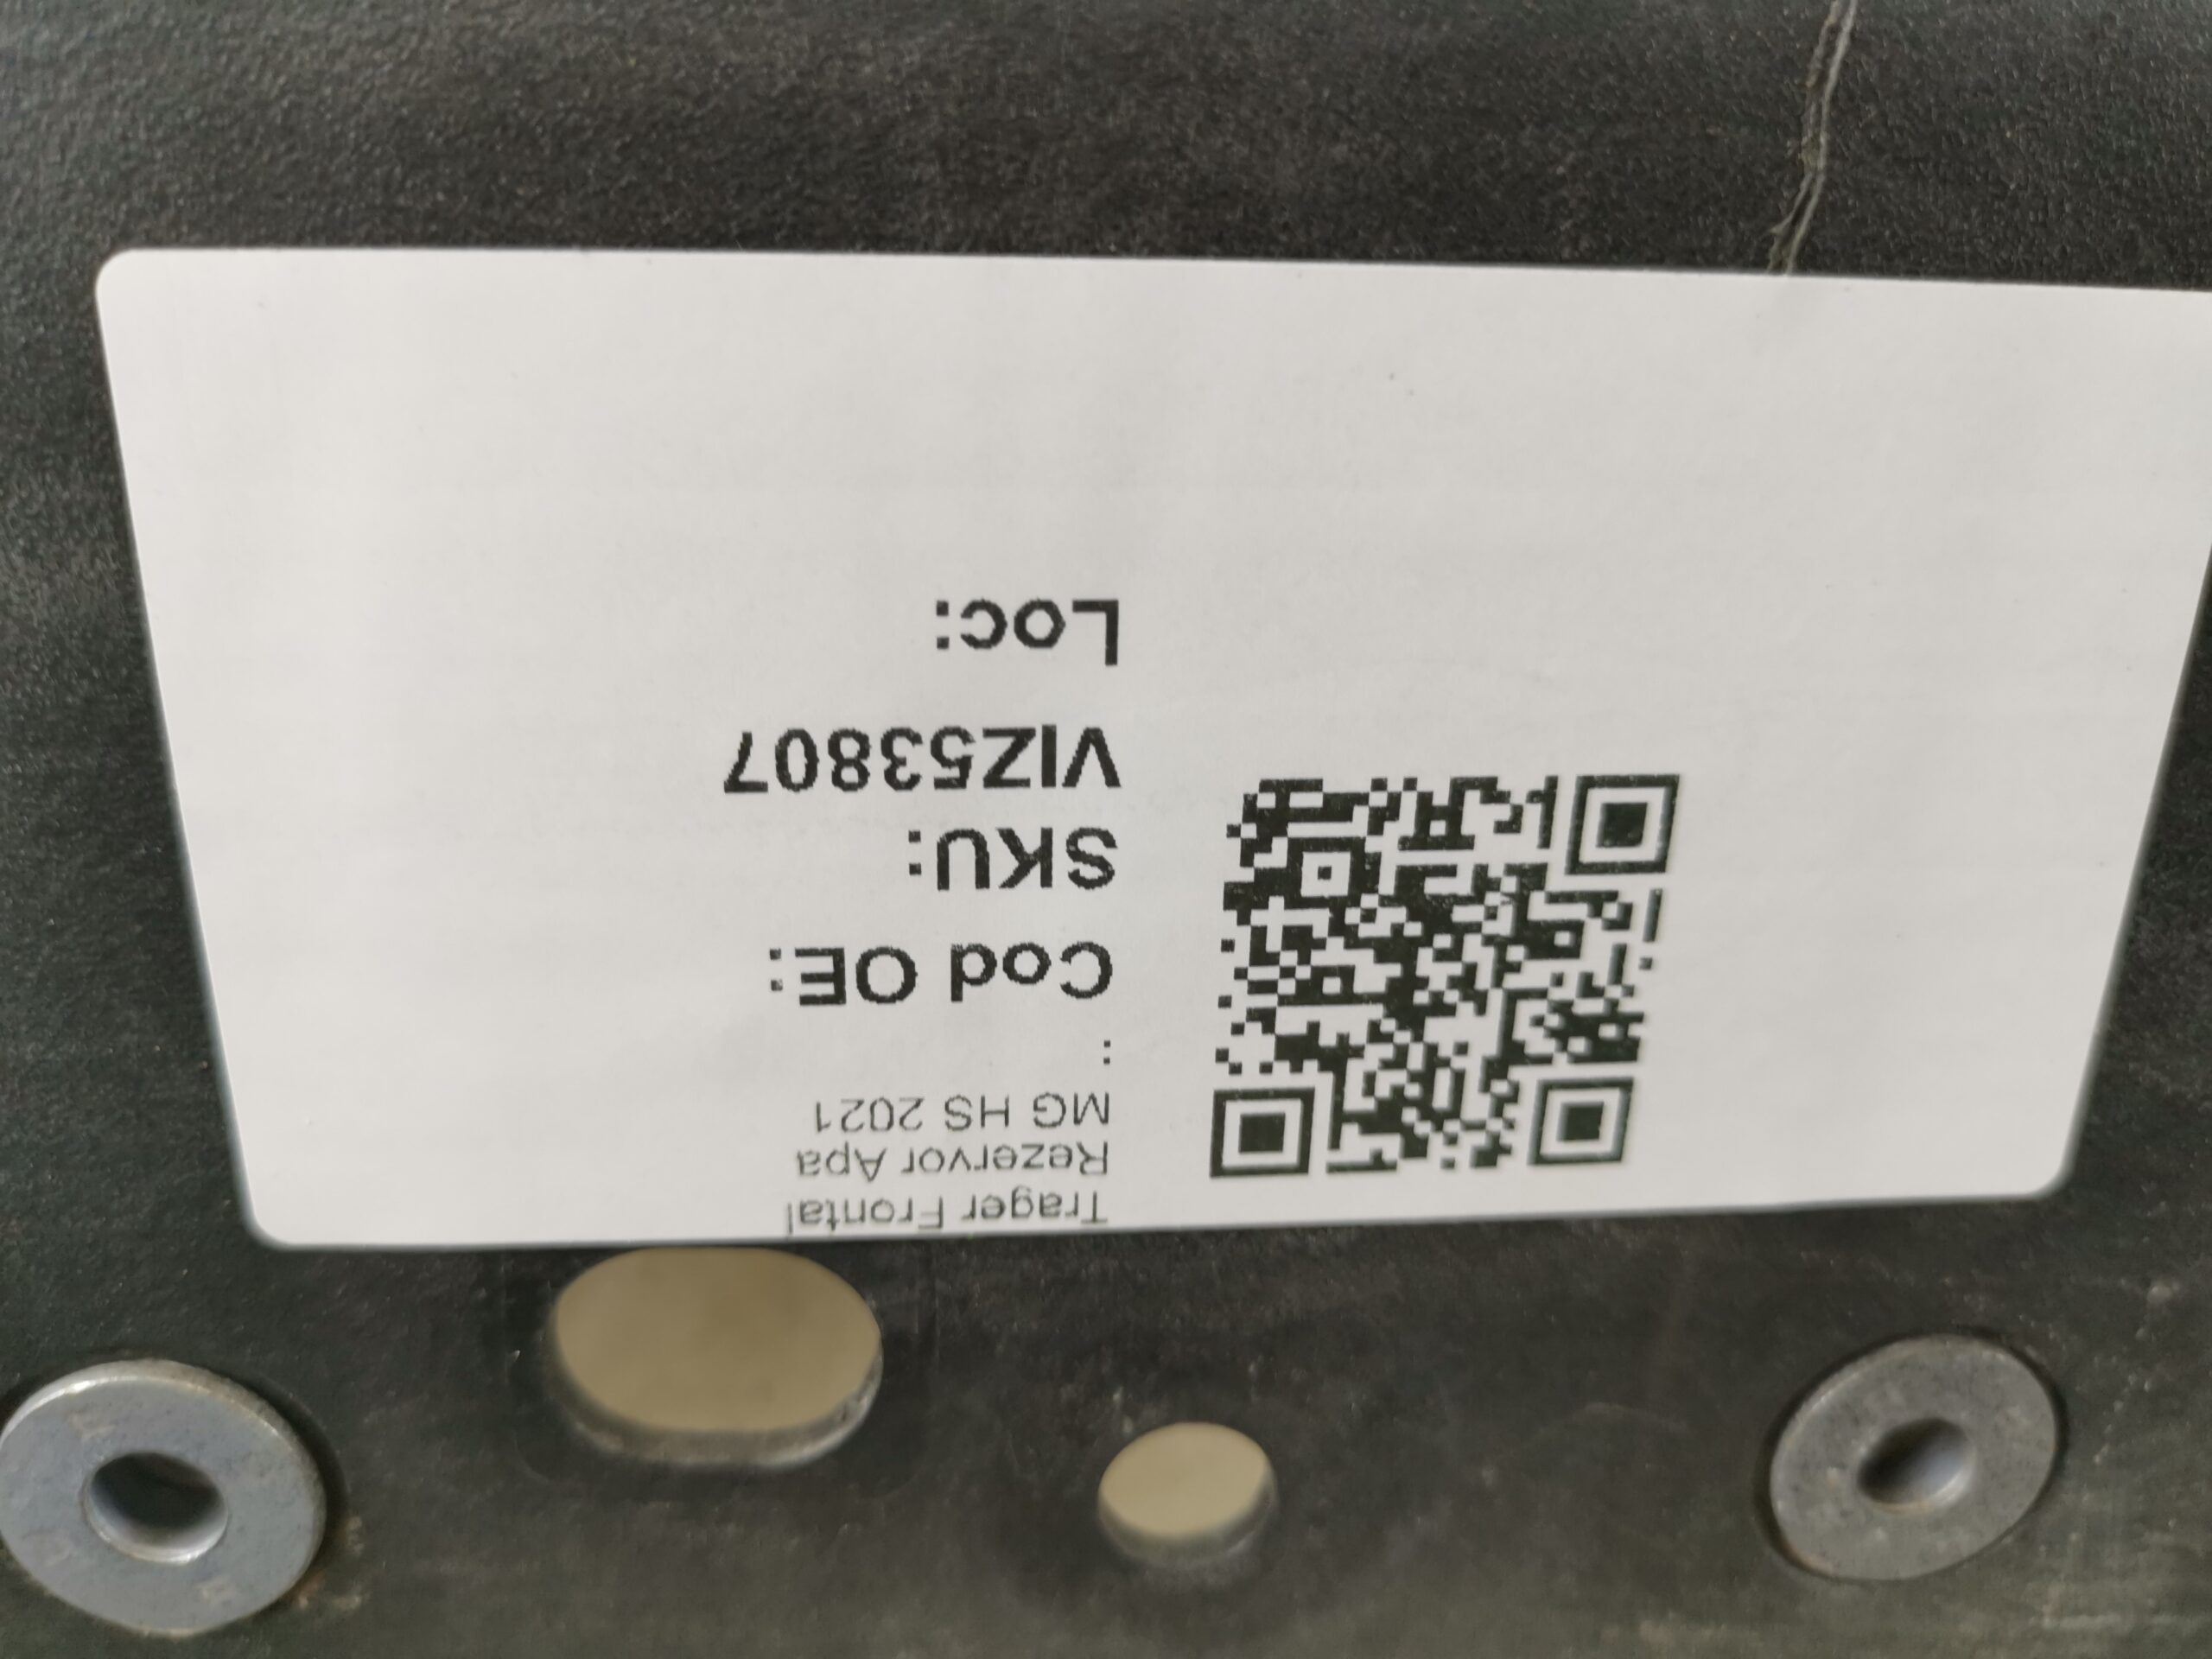 Trager Frontal
Rezervor Apa
MG HS 2021
:
Cod OE:
SKU:
VIZ53807
Loc: